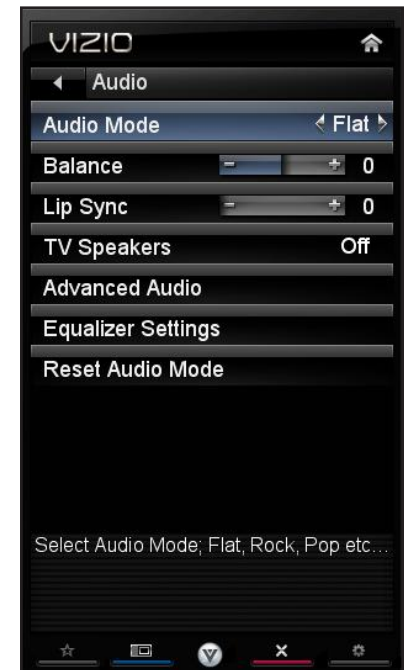 VIZIO
Audio
Audio Mode Flat
Balance - + 0
Lip Sync - + 0
TV Speakers Off
Advanced Audio
Equalizer Settings
Reset Audio Mode
Select Audio Mode; Flat, Rock, Pop etc...
V